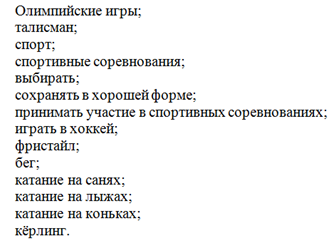 Олимпийские игры;
талисман;
спорт;
спортивные соревнования;
выбирать;
сохранять в хорошей форме;
принимать участие в спортивных соревнованиях;
играть в хоккей;
фристайл;
бег;
катание на санях;
катание на лыжах;
катание на коньках;
кёрлинг.